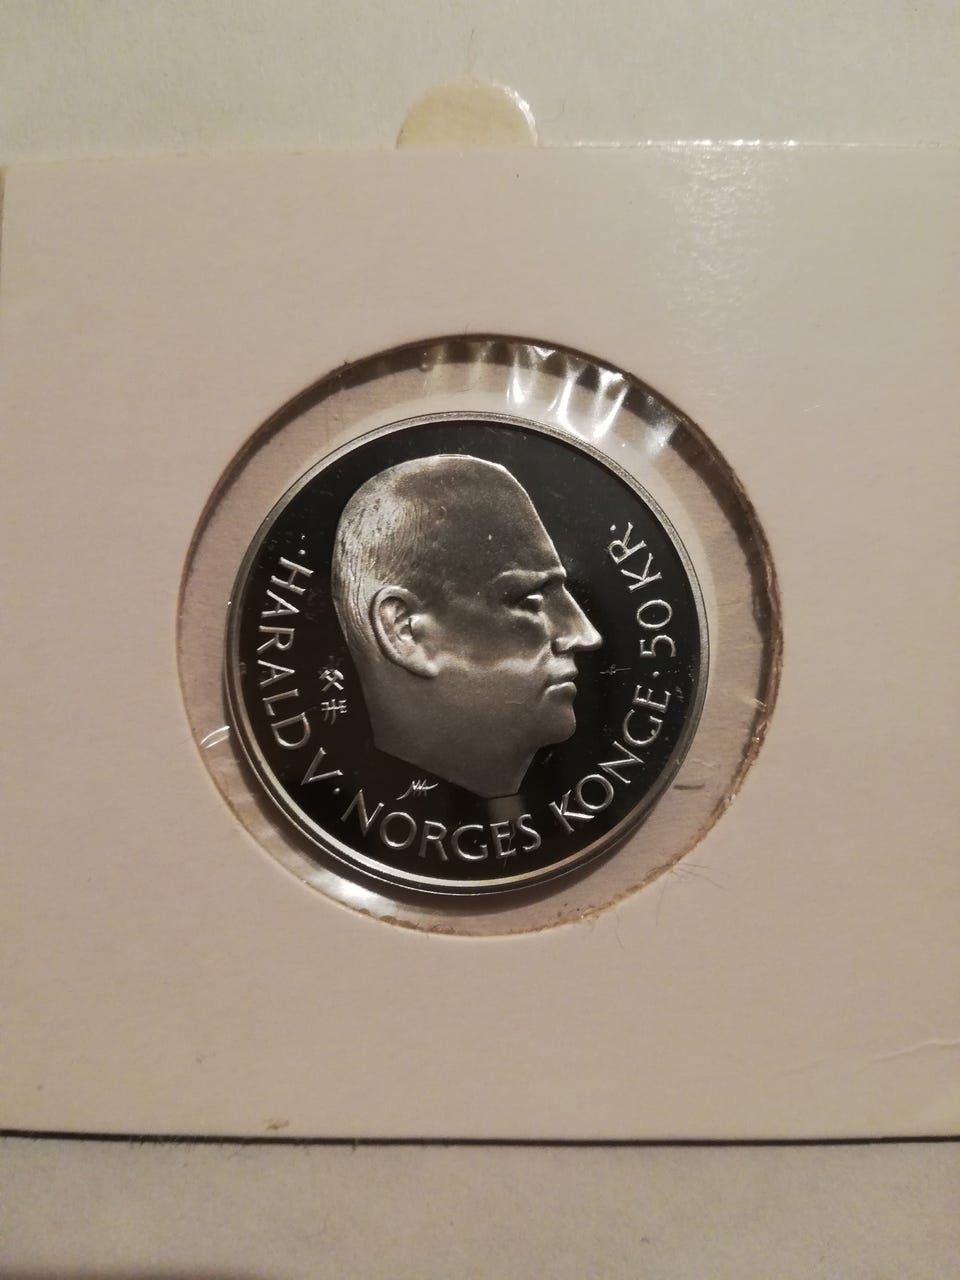 ·HARALD V·NORGES KONGE·50 KR·